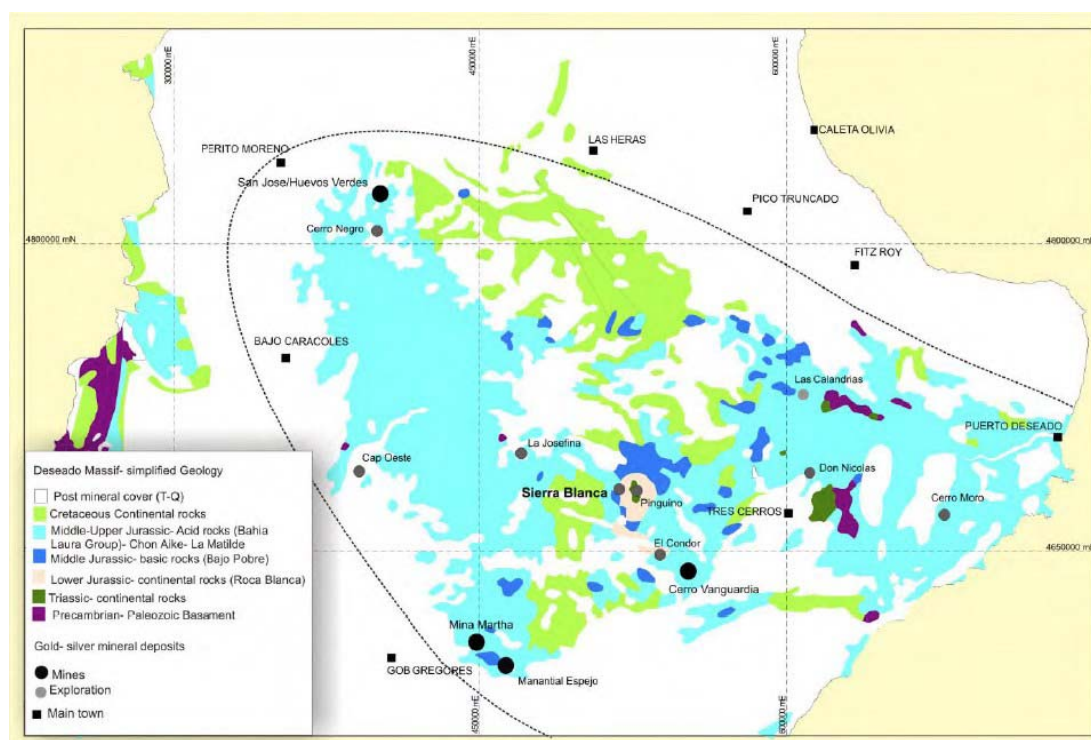 300000 mE
450000 mE
600000 mE
CALETA OLIVIA
LAS HERAS
PERITO MORENO
San Jose/Huevos Verdes
PICO TRUNCADO
Cerro Negro
4800000 mN
4800000 mN
FITZ ROY
BAJO CARACOLES
Las Calandrias
PUERTO DESEADO
La Josefina
Cap Oeste
Don Nicolas
Sierra Blanca
Pinguino
Cerro Moro
TRES CERROS
El Condor
4650000 mN
Cerro Vanguardia
Mina Martha
GOB GREGORES
Manantial Espejo
450000 mE
600000 mE
Deseado Massif- simplified Geology
Post mineral cover (T-Q)
Cretaceous Continental rocks
Middle-Upper Jurassic- Acid rocks (Bahia
Laura Group)- Chon Aike- La Matilde
Middle Jurassic- basic rocks (Bajo Pobre)
Lower Jurassic- continental rocks (Roca Blanca)
Triassic- continental rocks
Precambrian- Paleozoic Basament
Gold- silver mineral deposits
Mines
Exploration
Main town